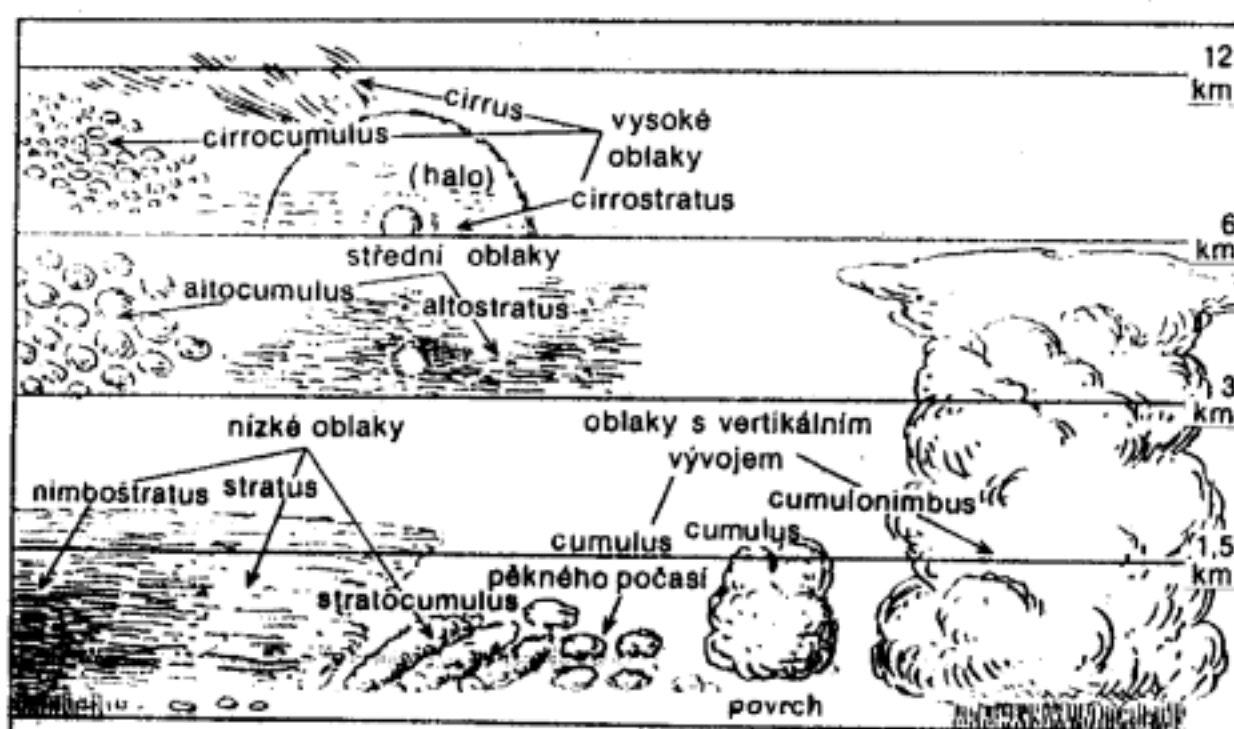 12
km
cirrus
cirrocumulus
vysoké
oblaky
(halo)
cirrostratus
6
km
střední oblaky
altocumulus
altostratus
3
km
nízké oblaky
oblaky s vertikálním
vývojem
nimbostratus
stratus
cumulonimbus
cumulus
cumulus
1,5
km
pěkného počasí
stratocumulus
povrch